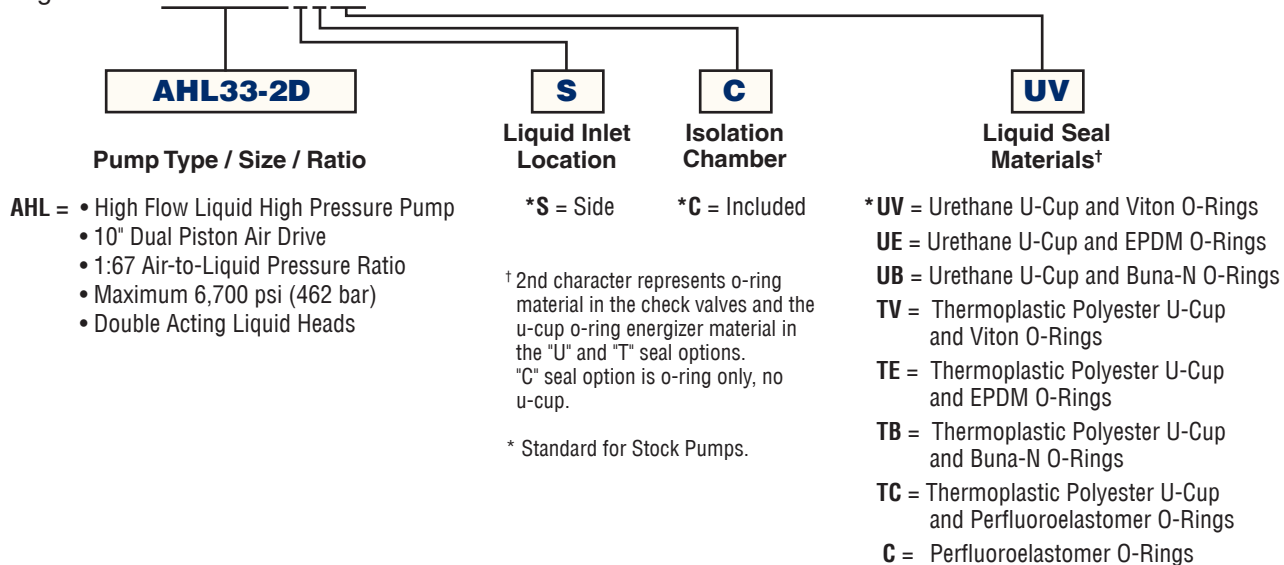 AHL33-2D
S
C
UV
Pump Type / Size / Ratio
Liquid Inlet
Location
Isolation
Chamber
Liquid Seal
Materials†
AHL = • High Flow Liquid High Pressure Pump
• 10" Dual Piston Air Drive
• 1:67 Air-to-Liquid Pressure Ratio
• Maximum 6,700 psi (462 bar)
• Double Acting Liquid Heads
*S = Side
*C = Included
† 2nd character represents o-ring
material in the check valves and the
u-cup o-ring energizer material in
the "U" and "T" seal options.
"C" seal option is o-ring only, no
u-cup.
* Standard for Stock Pumps.
*UV = Urethane U-Cup and Viton O-Rings
UE = Urethane U-Cup and EPDM O-Rings
UB = Urethane U-Cup and Buna-N O-Rings
TV = Thermoplastic Polyester U-Cup
and Viton O-Rings
TE = Thermoplastic Polyester U-Cup
and EPDM O-Rings
TB = Thermoplastic Polyester U-Cup
and Buna-N O-Rings
TC = Thermoplastic Polyester U-Cup
and Perfluoroelastomer O-Rings
C = Perfluoroelastomer O-Rings